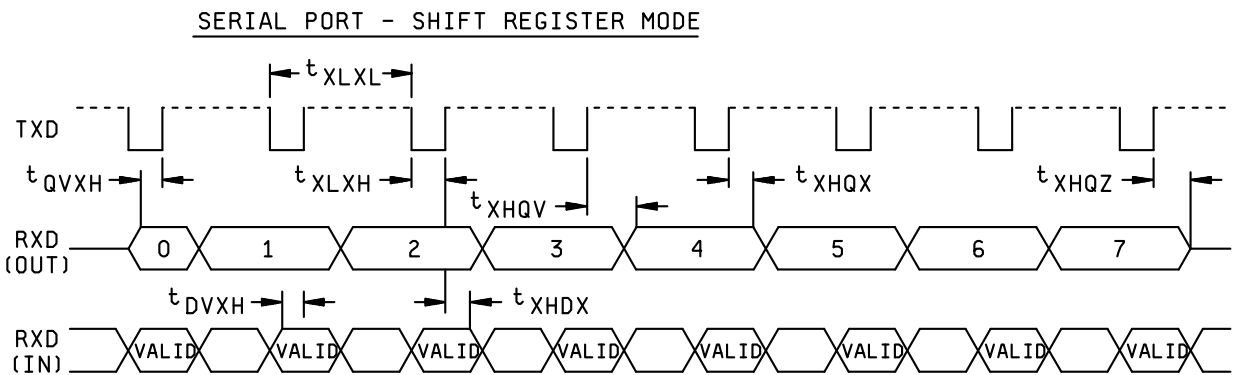 SERIAL PORT - SHIFT REGISTER MODE
tXLXL
TXD
tQVXH tXLXH tXHQV tXHQX tXHQZ
RXD
(OUT) 0 1 2 3 4 5 6 7
tDVXH tXHDX
RXD
(IN) VALID VALID VALID VALID VALID VALID VALID VALID